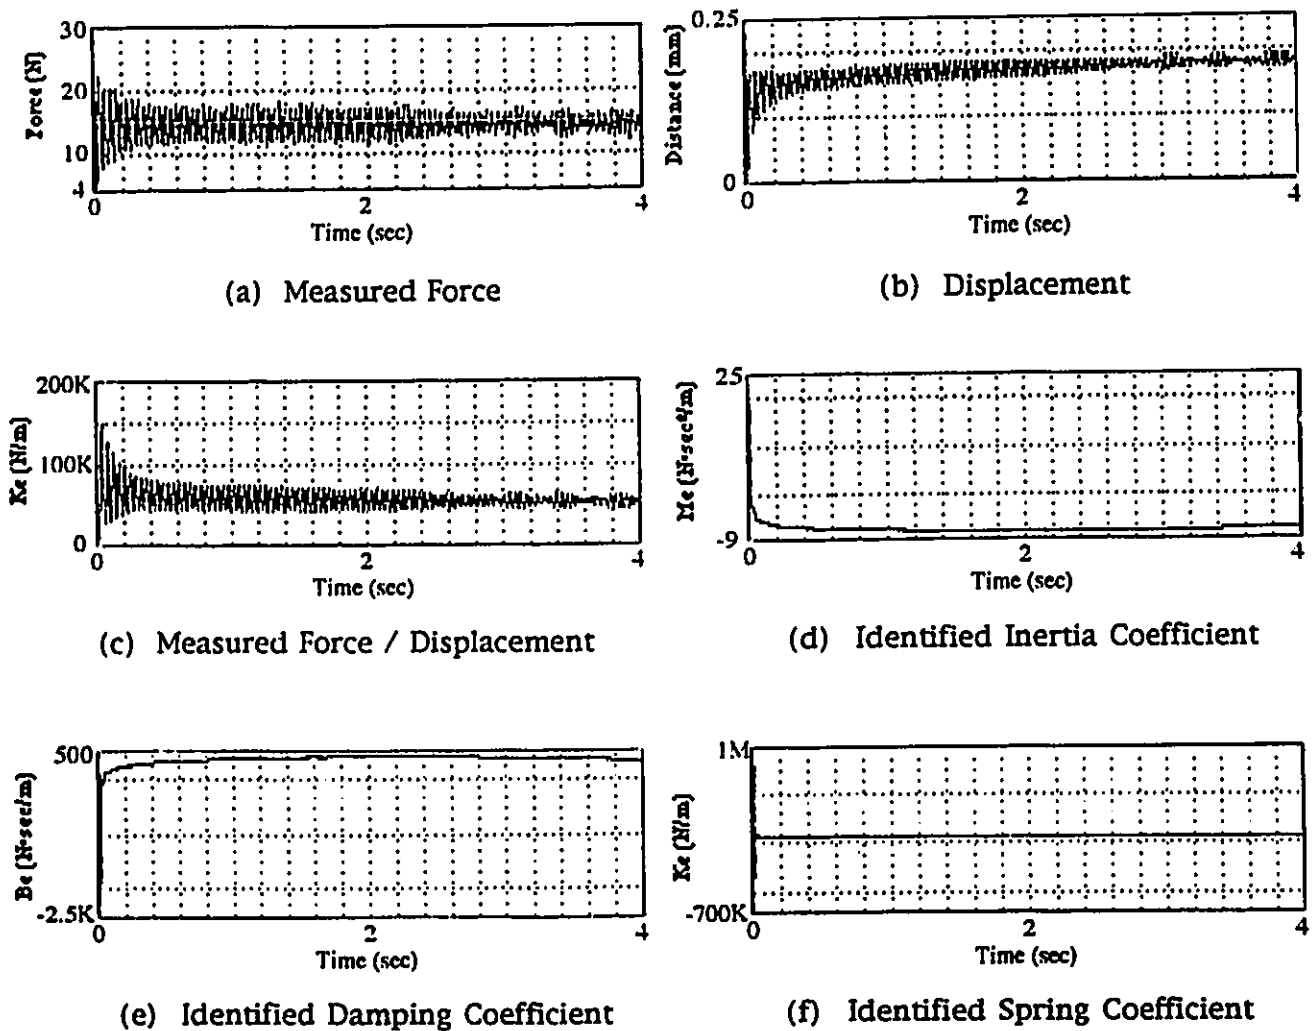 30
20
10
4
Force (N)
0
2
4
Time (sec)
(a) Measured Force
0.25
0
Distance (mm)
0
2
4
Time (sec)
(b) Displacement
200K
100K
0
Ke (N/m)
0
2
4
Time (sec)
(c) Measured Force / Displacement
25
-9
Me (N•sec²/m)
0
2
4
Time (sec)
(d) Identified Inertia Coefficient
500
-2.5K
Be (N•sec/m)
0
2
4
Time (sec)
(e) Identified Damping Coefficient
1M
-700K
Ke (N/m)
0
2
4
Time (sec)
(f) Identified Spring Coefficient